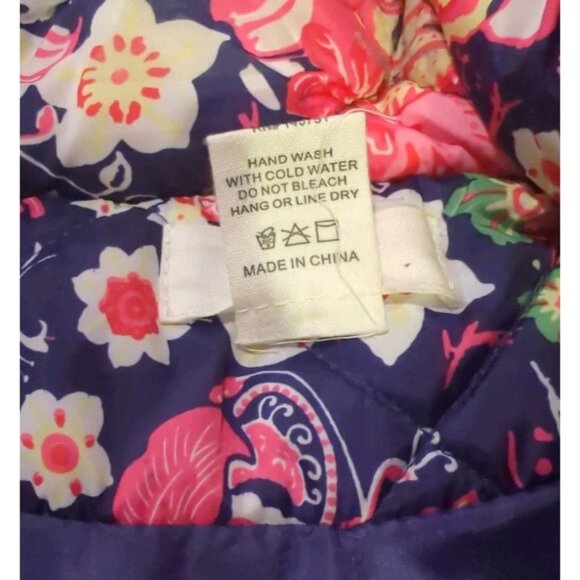 HAND WASH
WITH COLD WATER
DO NOT BLEACH
HANG OR LINE DRY
MADE IN CHINA